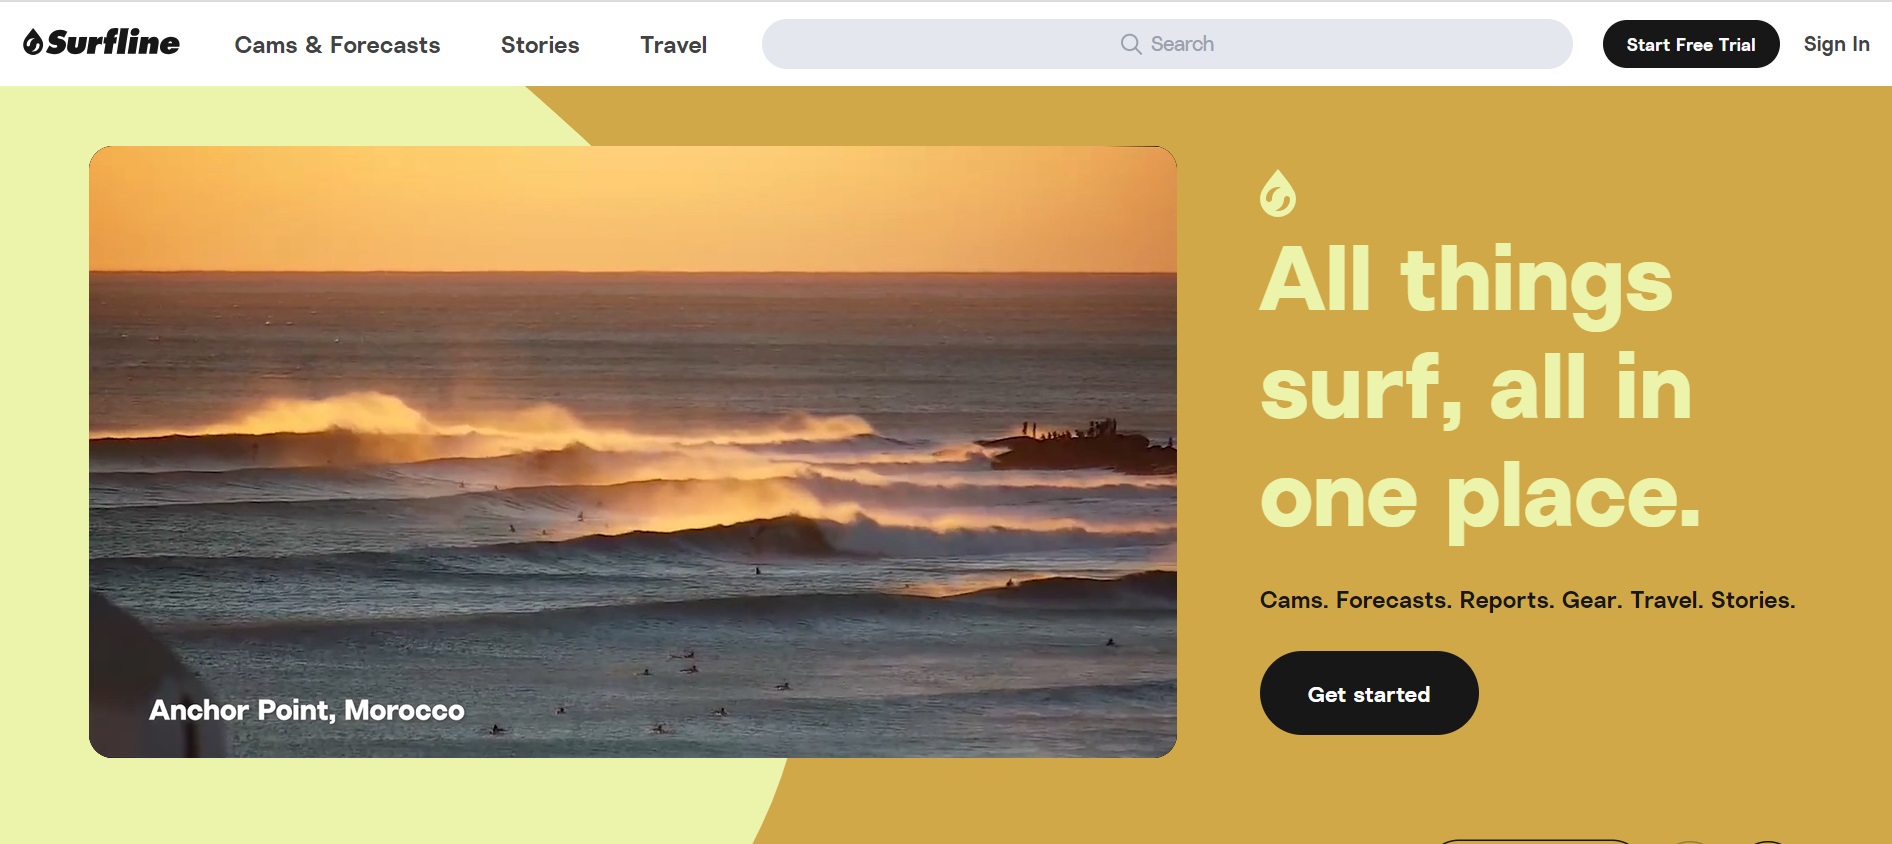 Surfline
Cams & Forecasts
Stories
Travel
Search
Start Free Trial
Sign In
Anchor Point, Morocco
All things
surf, all in
one place.
Cams. Forecasts. Reports. Gear. Travel. Stories.
Get started